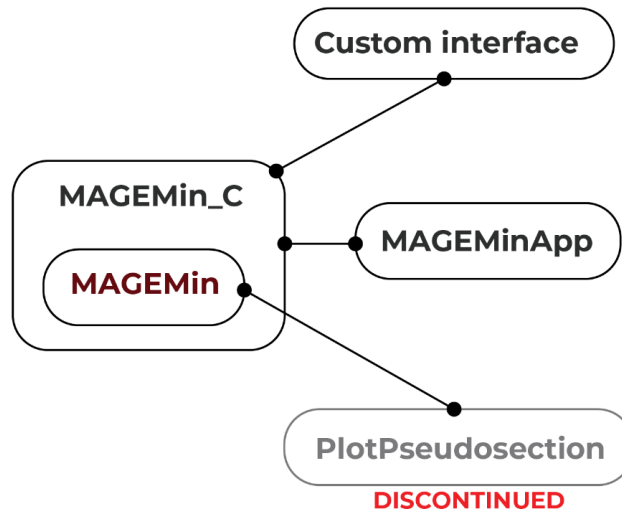 Custom interface
MAGEMin_C
MAGEMinApp
MAGEMin
PlotPseudosection
DISCONTINUED